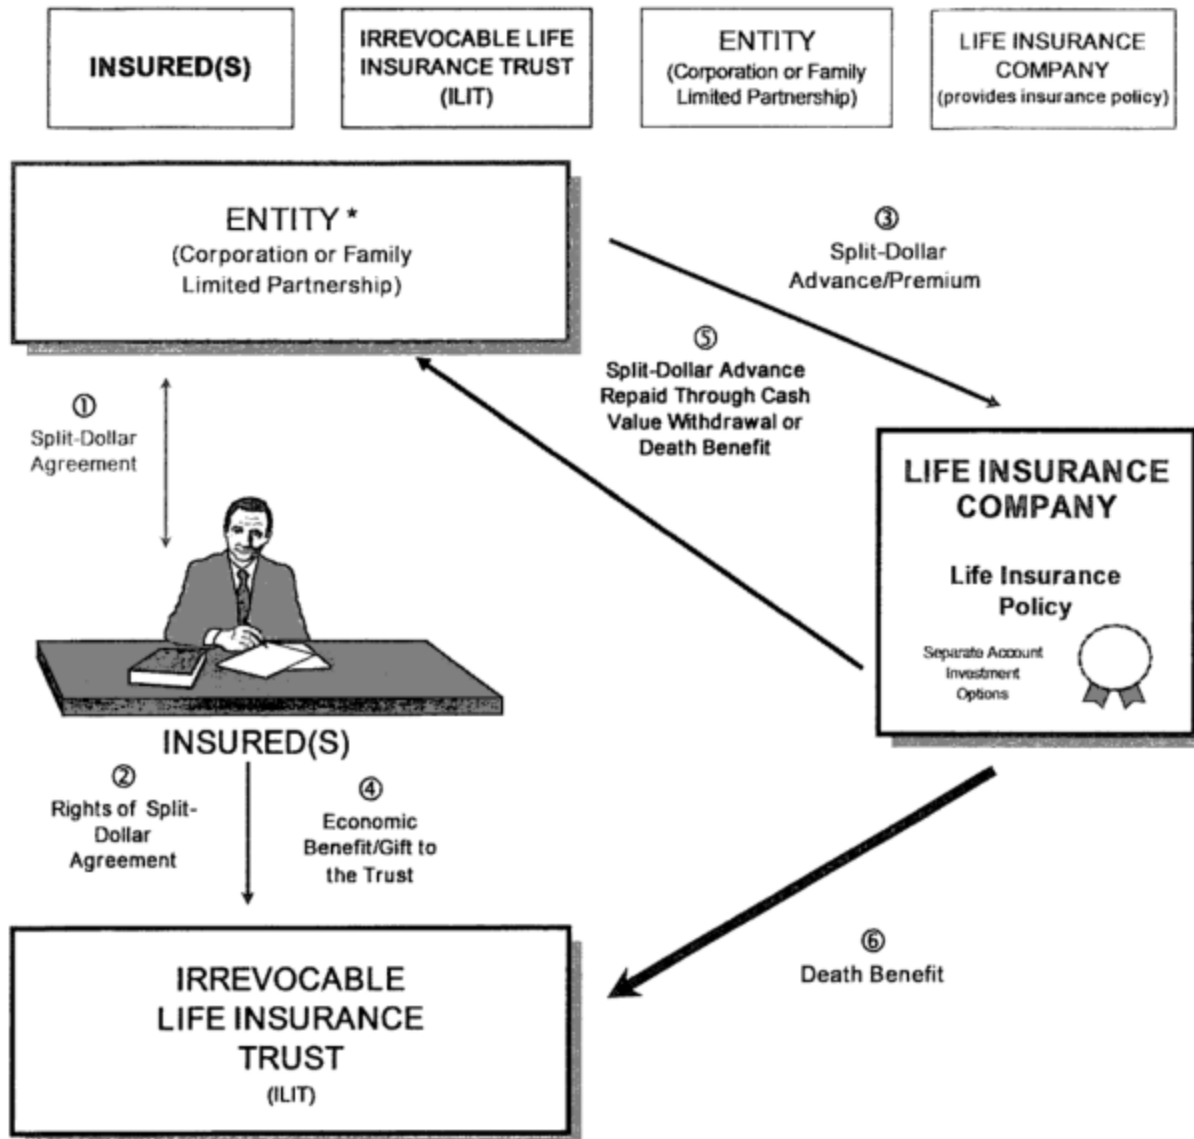 INSURED(S)
IRREVOCABLE LIFE
INSURANCE TRUST
(ILIT)
ENTITY
(Corporation or Family
Limited Partnership)
LIFE INSURANCE
COMPANY
(provides insurance policy)
ENTITY *
(Corporation or Family
Limited Partnership)
③
Split-Dollar
Advance/Premium
⑤
Split-Dollar Advance
Repaid Through Cash
Value Withdrawal or
Death Benefit
①
Split-Dollar
Agreement
LIFE INSURANCE
COMPANY
Life Insurance
Policy
Separate Account
Investment
Options
INSURED(S)
②
Rights of Split-
Dollar
Agreement
④
Economic
Benefit/Gift to
the Trust
⑥
Death Benefit
IRREVOCABLE
LIFE INSURANCE
TRUST
(ILIT)